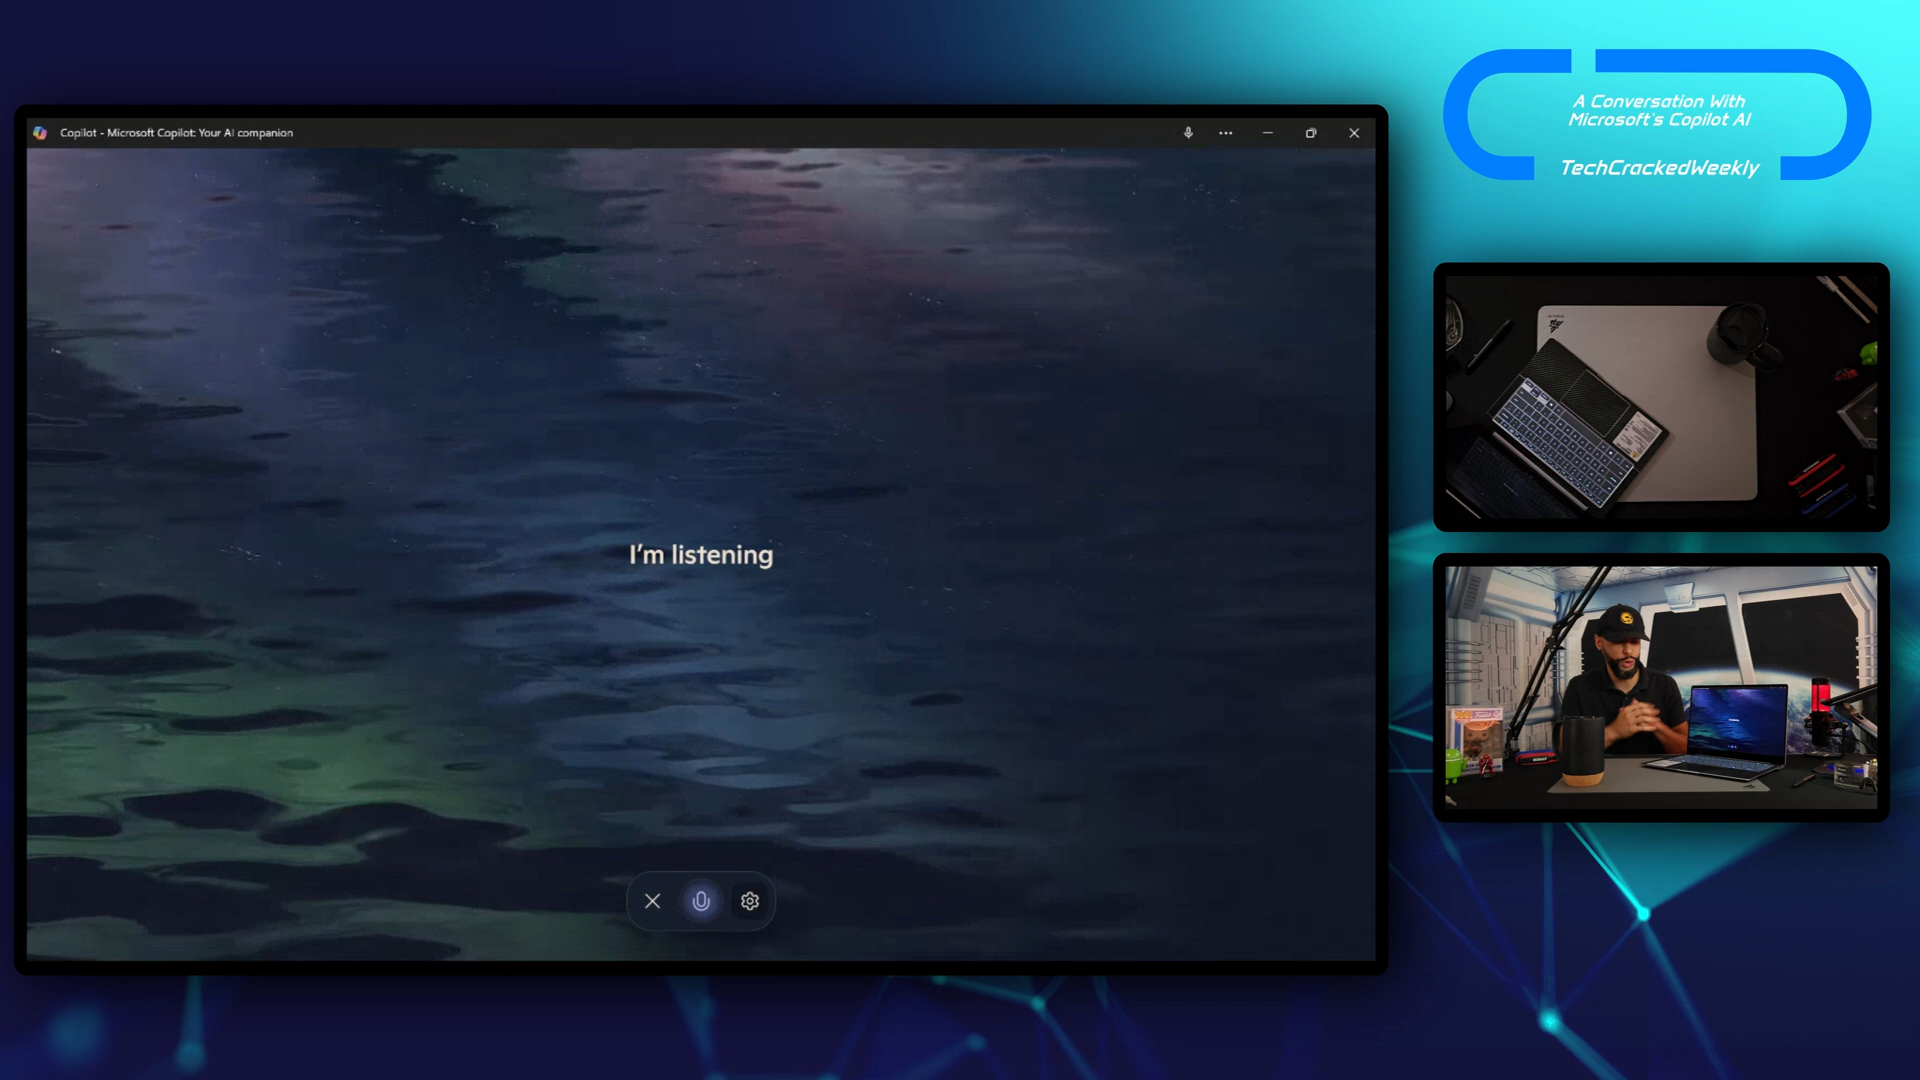 Copilot - Microsoft Copilot: Your AI companion
I'm listening
A Conversation With
Microsoft's Copilot AI
TechCrackedWeekly